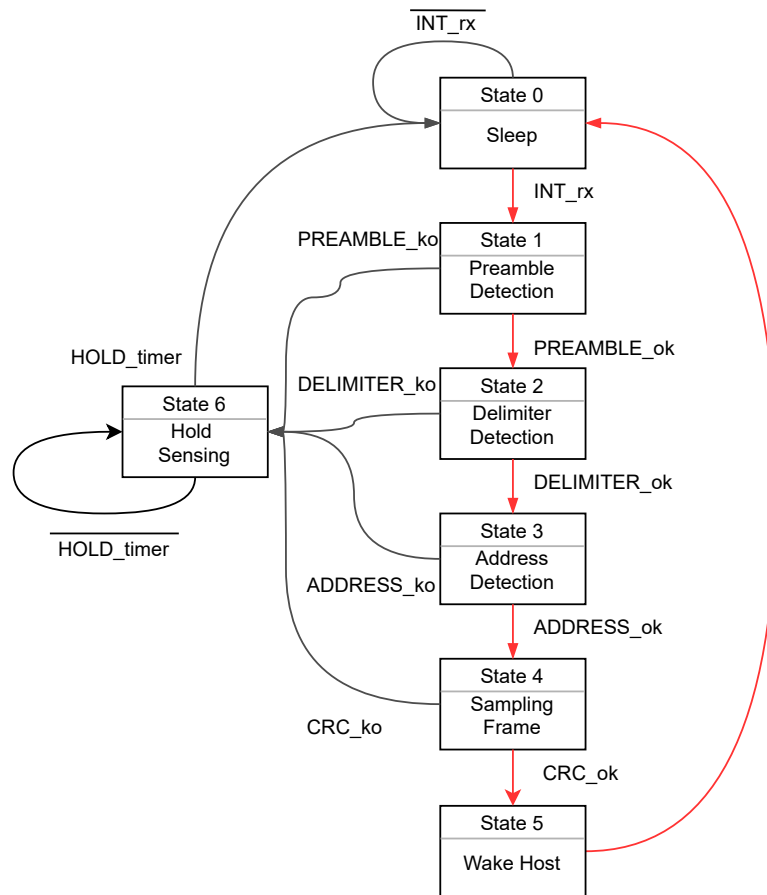 INT_rx
State 0
Sleep
INT_rx
PREAMBLE_ko
State 1
Preamble
Detection
PREAMBLE_ok
HOLD_timer
DELIMITER_ko
State 2
Delimiter
Detection
State 6
Hold
Sensing
DELIMITER_ok
HOLD_timer
State 3
Address
Detection
ADDRESS_ko
ADDRESS_ok
State 4
Sampling
Frame
CRC_ko
CRC_ok
State 5
Wake Host